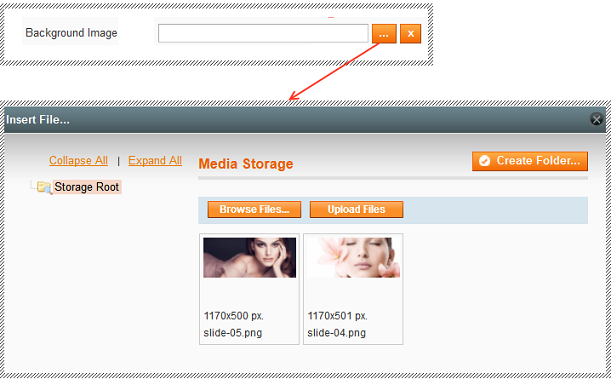 Background Image
... x
Insert File...
Collapse All | Expand All
Media Storage
Create Folder...
Storage Root
Browse Files... Upload Files
1170x500 px. 1170x501 px.
slide-05.png slide-04.png